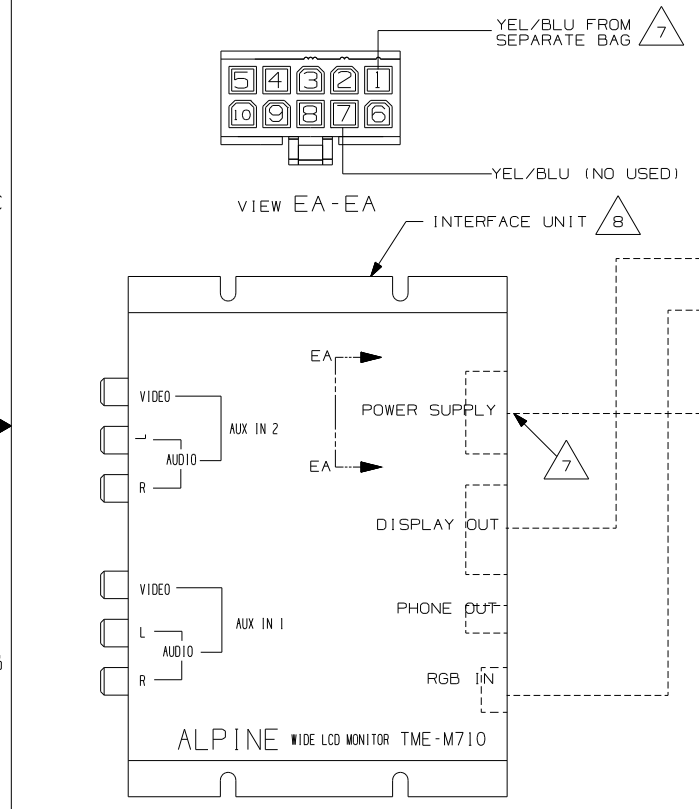 YEL/BLU FROM
SEPARATE BAG 7
5 4 3 2 1
10 9 8 7 6
YEL/BLU (NO USED)
VIEW EA-EA
INTERFACE UNIT 8
EA
VIDEO
POWER SUPPLY
L
AUX IN 2
AUDIO
EA
7
R
DISPLAY OUT
VIDEO
PHONE OUT
L
AUX IN 1
AUDIO
R
RGB IN
ALPINE WIDE LCD MONITOR TME-M710